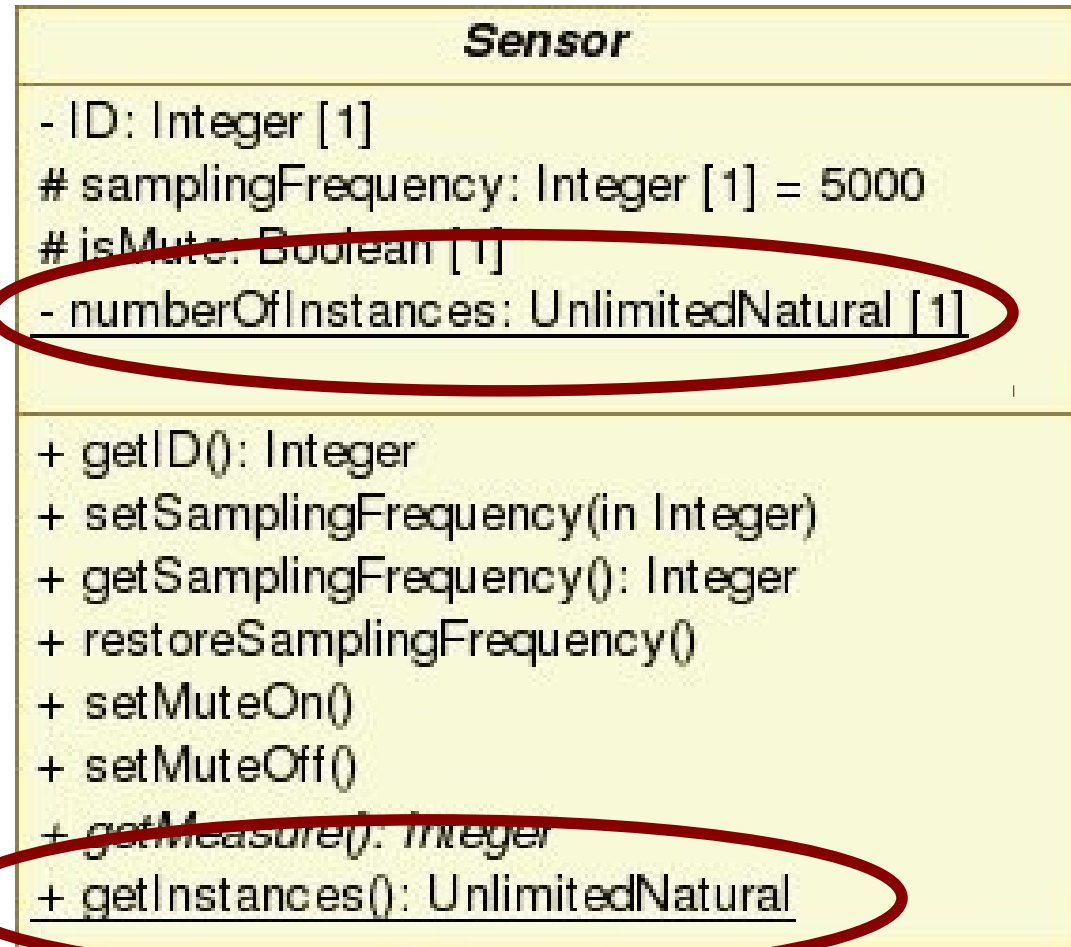 Sensor
- ID: Integer [1]
# samplingFrequency: Integer [1] = 5000
# isMute: Boolean [1]
- numberOfInstances: UnlimitedNatural [1]
+ getID(): Integer
+ setSamplingFrequency(in Integer)
+ getSamplingFrequency(): Integer
+ restoreSamplingFrequency()
+ setMuteOn()
+ setMuteOff()
+ getMeasure(): Integer
+ getInstances(): UnlimitedNatural